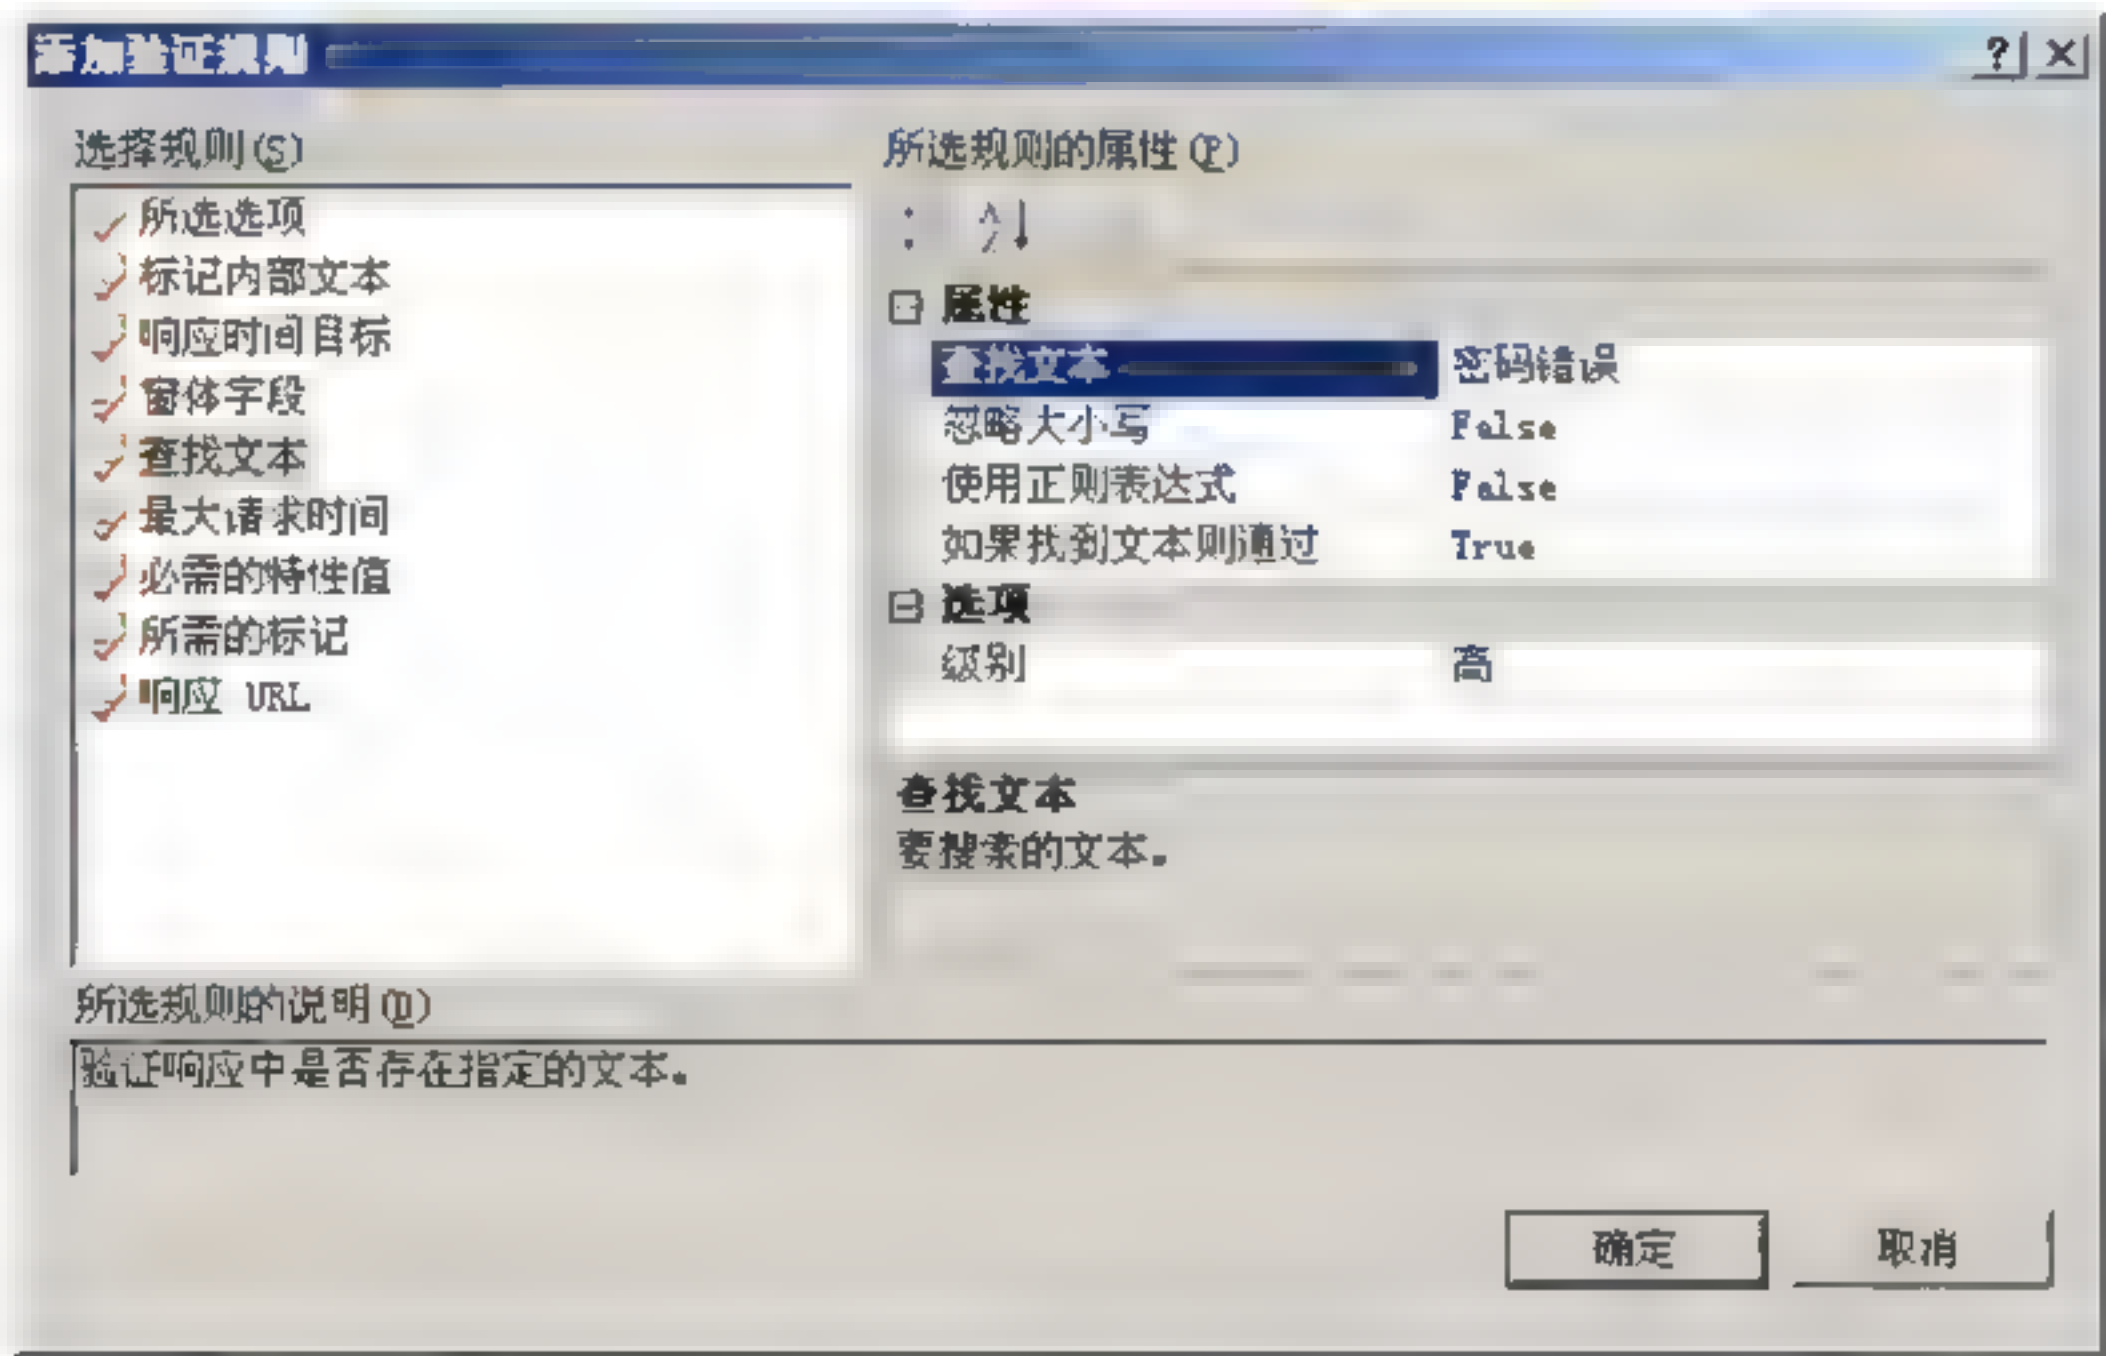 添加验证规则
选择规则(S)
所选选项
标记内部文本
响应时间目标
窗体字段
查找文本
最大请求时间
必需的特性值
所需的标记
响应 URL
所选规则的属性(P)
属性
查找文本 密码错误
忽略大小写 False
使用正则表达式 False
如果找到文本则通过 True
选项
级别 高
查找文本
要搜索的文本。
所选规则的说明(D)
验证响应中是否存在指定的文本。
确定 取消